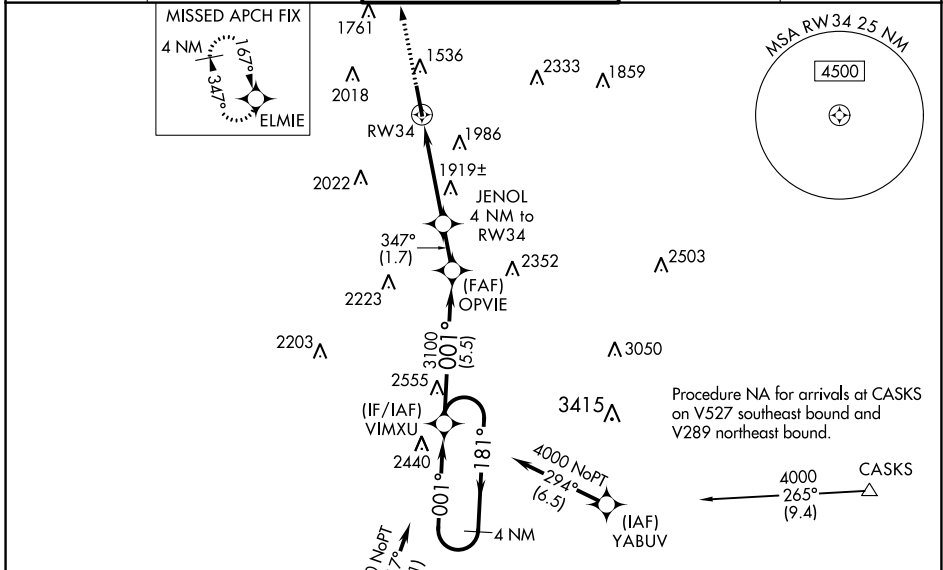 MISSED APCH FIX
4 NM
167°
347°
ELMIE
1761
1536
2018
2333
1859
MSA RW34 25 NM
4500
RW34
1986
1919±
2022
JENOL
4 NM to
RW34
347°
(1.7)
2352
2503
(FAF)
OPVIE
2223
3100
001°
(5.5)
2203
3050
2555
(IF/IAF)
VIMXU
3415
Procedure NA for arrivals at CASKS
on V527 southeast bound and
V289 northeast bound.
2440
181°
001°
4000 NoPT
294°
(6.5)
4000
265°
(9.4)
CASKS
4 NM
(IAF)
YABUV
NoPT